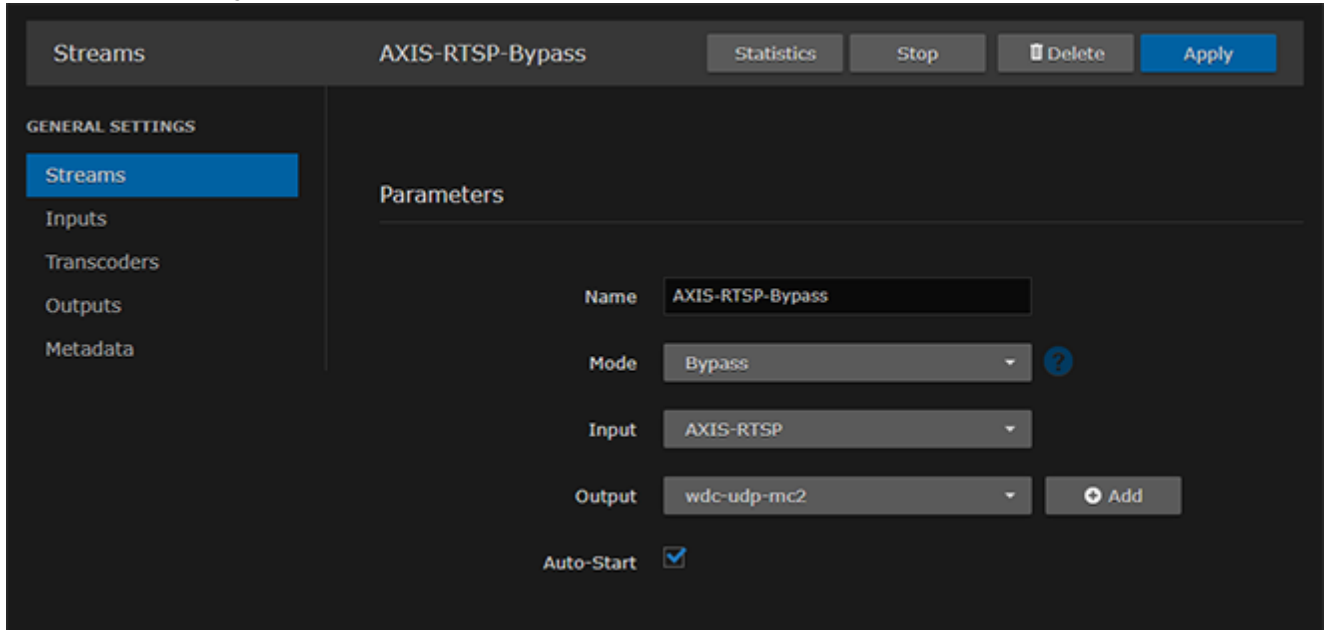 Streams AXIS-RTSP-Bypass Statistics Stop Delete Apply
GENERAL SETTINGS
Streams
Inputs
Transcoders
Outputs
Metadata
Parameters
Name AXIS-RTSP-Bypass
Mode Bypass ?
Input AXIS-RTSP
Output wdc-udp-mc2 Add
Auto-Start